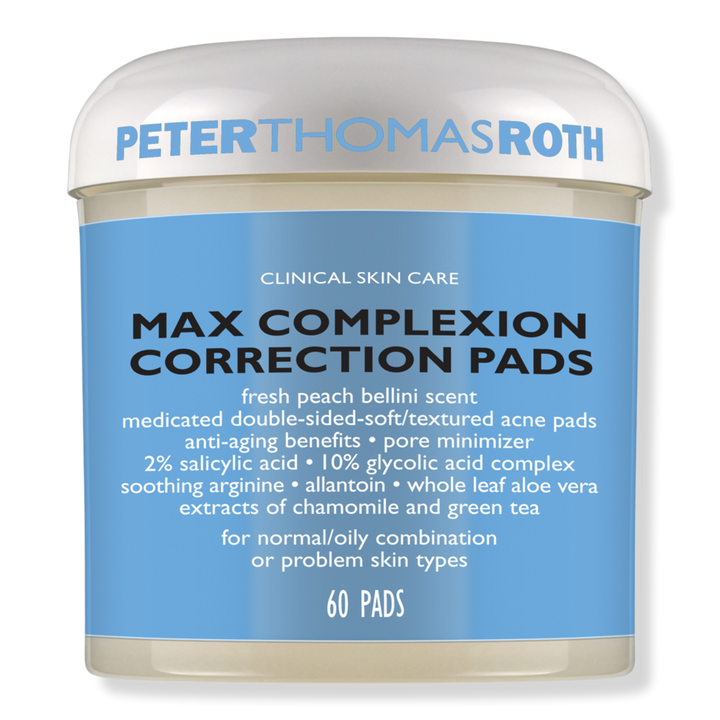 PETERTHOMASROTH
CLINICAL SKIN CARE
MAX COMPLEXION
CORRECTION PADS
fresh peach bellini scent
medicated double-sided-soft/textured acne pads
anti-aging benefits • pore minimizer
2% salicylic acid • 10% glycolic acid complex
soothing arginine • allantoin • whole leaf aloe vera
extracts of chamomile and green tea
for normal/oily combination
or problem skin types
60 PADS